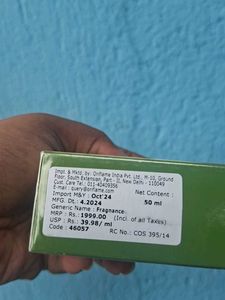 Impt. & Mktd. by: Oriflame India Pvt. Ltd., M-10, Ground
Floor, South Extension, Part - II, New Delhi - 110049
Cust. Care Tel : 011-40409356
E-mail : query@oriflame.com
Import M&Y : Oct'24 Net Content :
MFG. Dt.: 4.2024 50 ml
Generic Name : Fragnance.
MRP : Rs.: 1999.00 (Incl. of all Taxes)
USP : Rs.: 39.98/ ml
Code : 46057 RC No.: COS 395/14